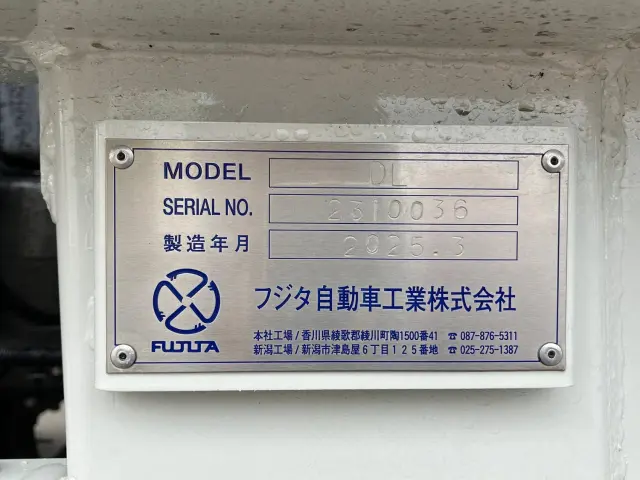 MODEL DL
SERIAL NO. 2310036
製造年月 2025.3
フジタ自動車工業株式会社
FUJITA
本社工場/香川県綾歌郡綾川町陶1500番41 ☎087-876-5311
新潟工場/新潟市津島屋6丁目125番地 ☎025-275-1387